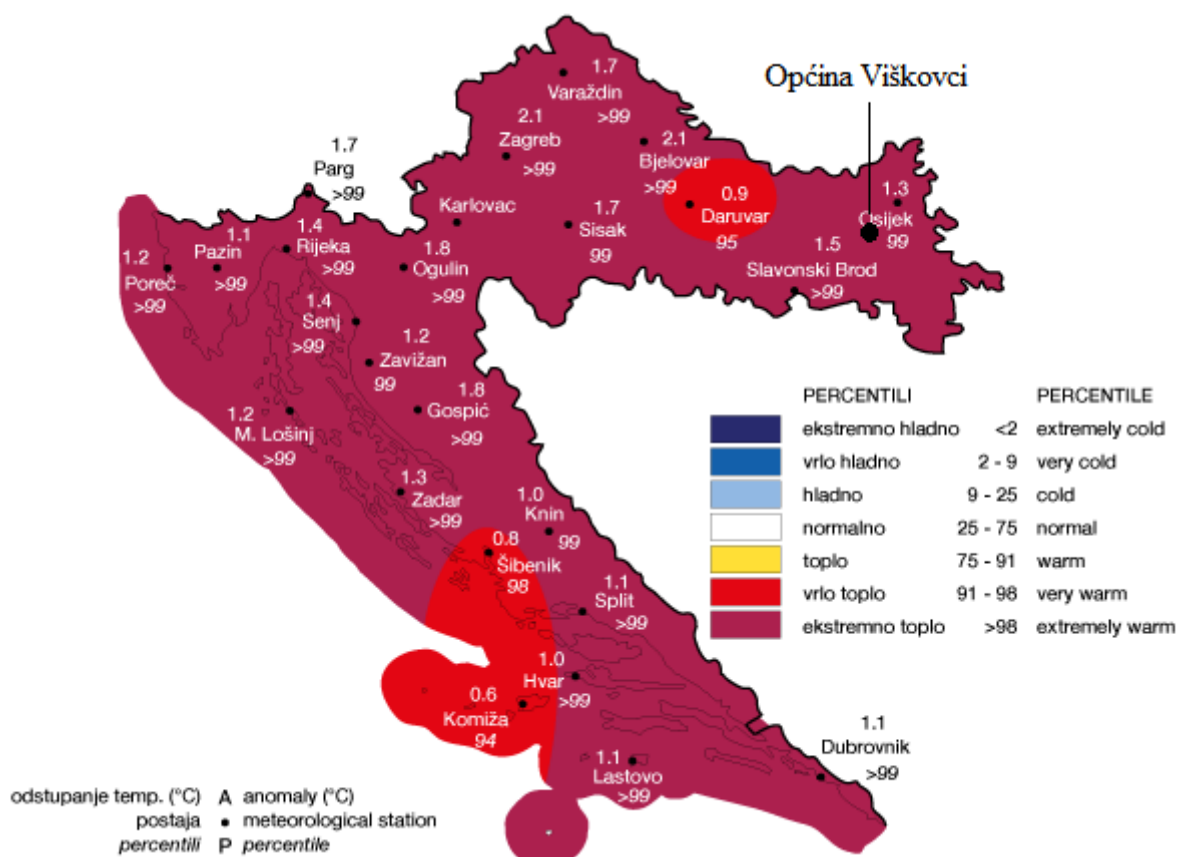 Općina Viškovci
1.7
Varaždin
>99
2.1
Zagreb
>99
2.1
Bjelovar
>99
1.7
Parg
>99
0.9
Daruvar
95
1.3
Osijek
99
Karlovac
1.7
Sisak
99
1.5
Slavonski Brod
>99
1.2
Poreč
>99
1.1
Pazin
>99
1.4
Rijeka
>99
1.8
Ogulin
>99
1.4
Senj
>99
1.2
Zavižan
99
1.8
Gospić
>99
1.2
M. Lošinj
>99
1.3
Zadar
>99
1.0
Knin
99
0.8
Šibenik
98
1.1
Split
>99
1.0
Hvar
>99
0.6
Komiža
94
1.1
Lastovo
>99
1.1
Dubrovnik
>99
PERCENTILI PERCENTILE
ekstremno hladno <2 extremely cold
vrlo hladno 2 - 9 very cold
hladno 9 - 25 cold
normalno 25 - 75 normal
toplo 75 - 91 warm
vrlo toplo 91 - 98 very warm
ekstremno toplo >98 extremely warm
odstupanje temp. (°C) A anomaly (°C)
postaja • meteorological station
percentili P percentile